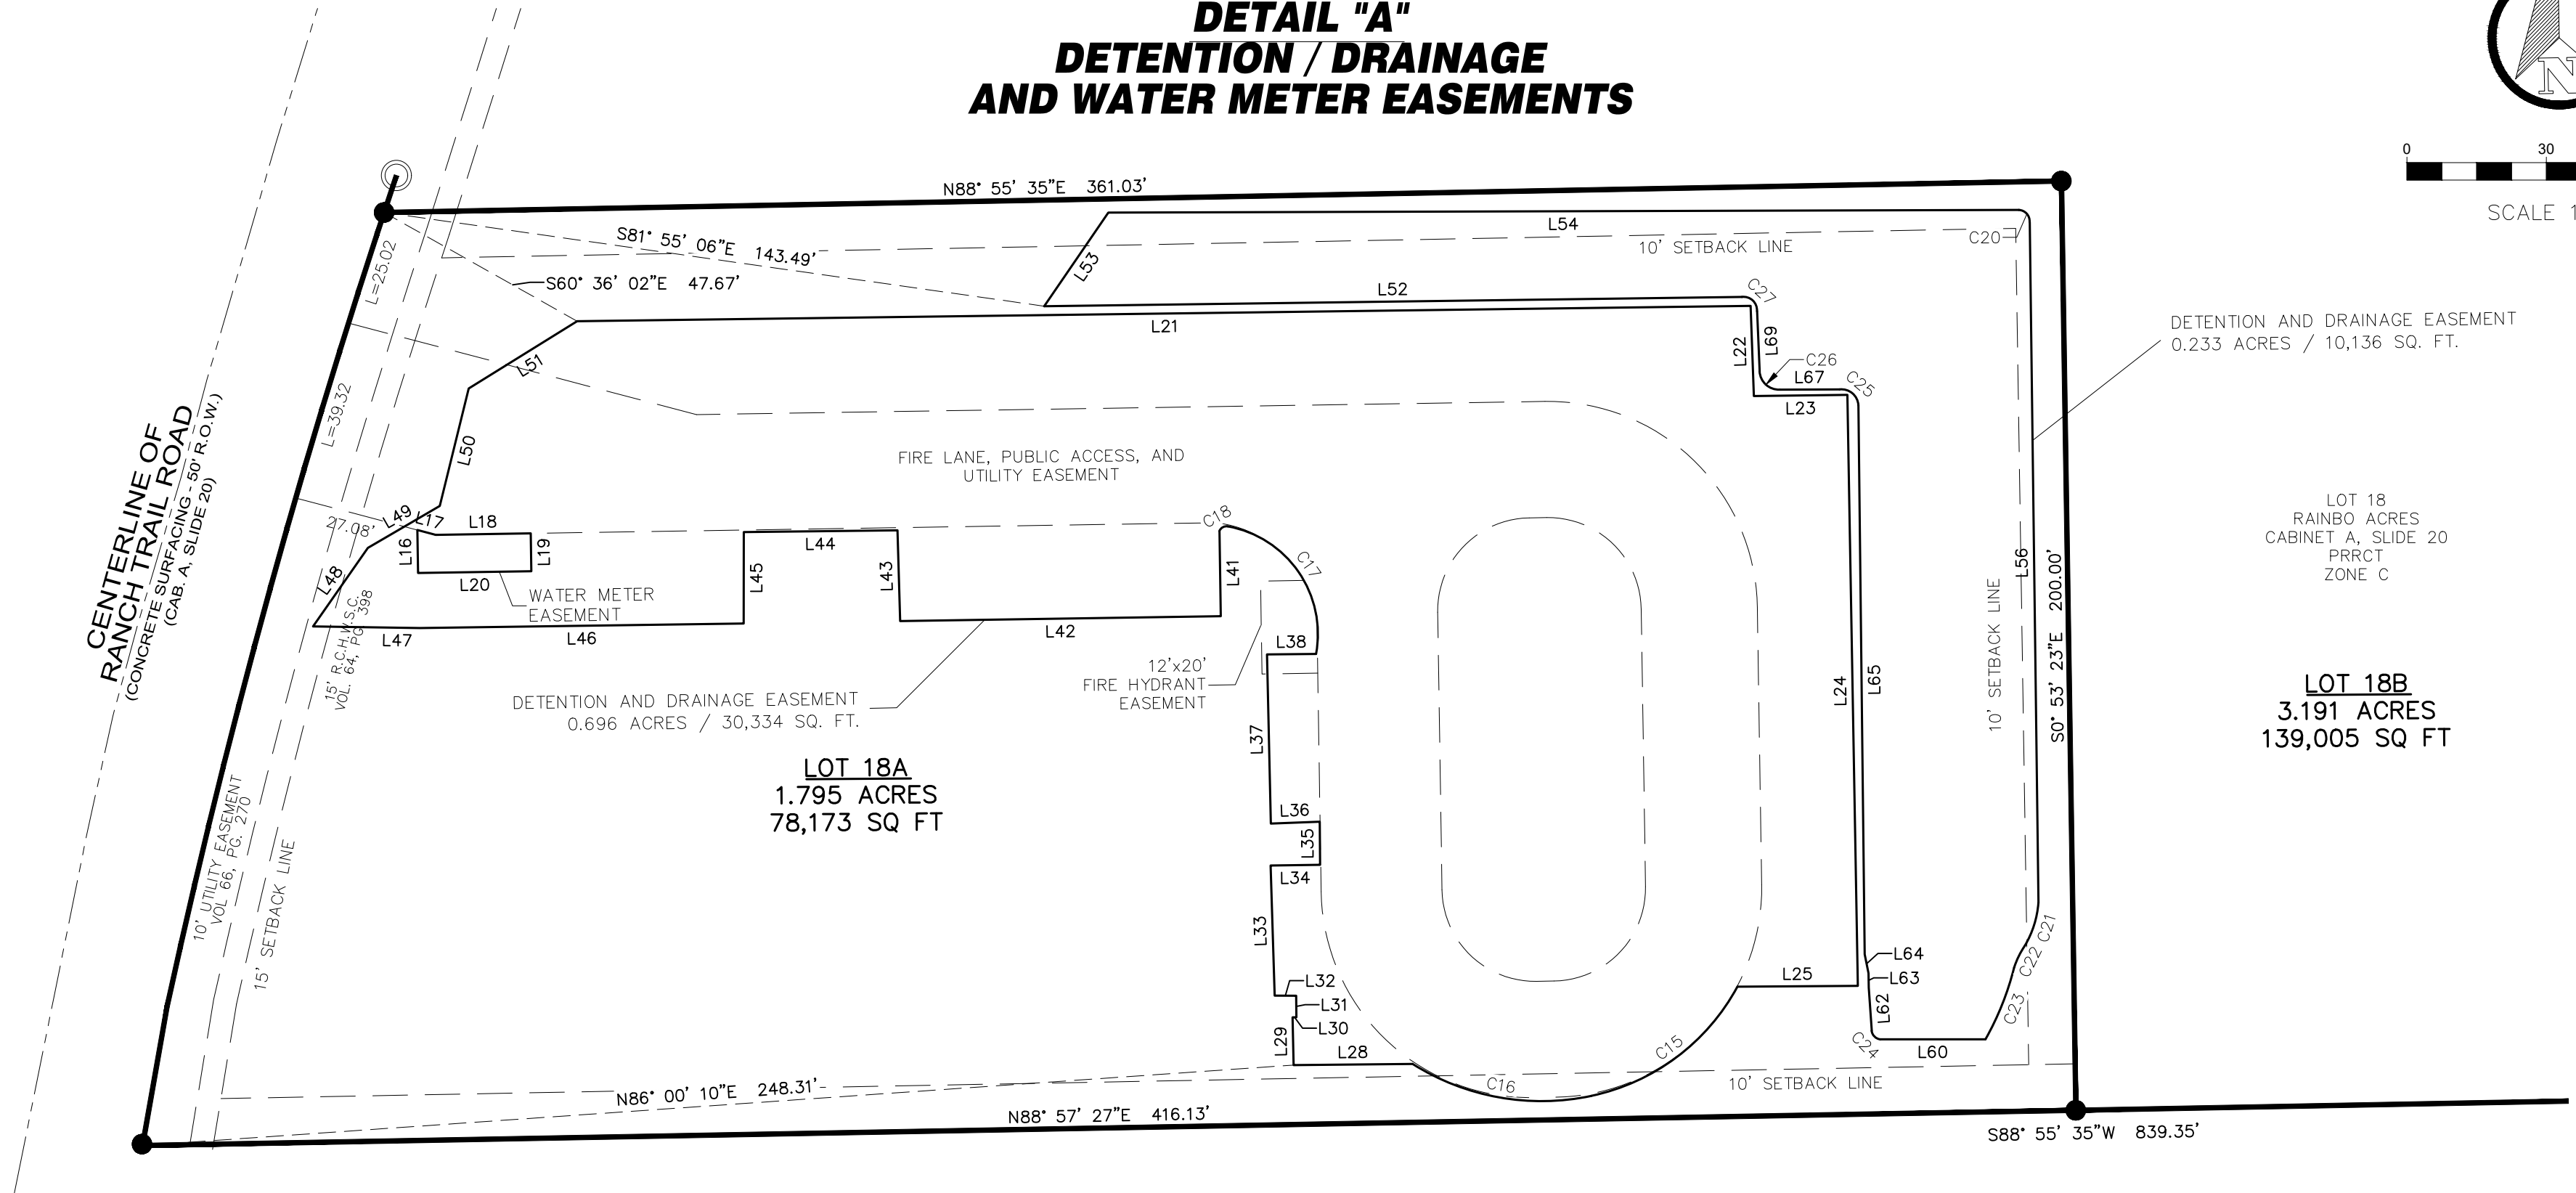 DETAIL "A"
DETENTION / DRAINAGE
AND WATER METER EASEMENTS
N
0 30
SCALE 1
N88° 55' 35"E 361.03'
S81° 55' 06"E 143.49'
S60° 36' 02"E 47.67'
L=25.02
L=39.32
27.08'
CENTERLINE OF
RANCH TRAIL ROAD
(CONCRETE SURFACING - 50' R.O.W.)
(CAB. A, SLIDE 20)
L54
10' SETBACK LINE
C20
L53
L52
C27
L21
L22
L69
C26
L67
C25
L23
L51
L50
DETENTION AND DRAINAGE EASEMENT
0.233 ACRES / 10,136 SQ. FT.
FIRE LANE, PUBLIC ACCESS, AND
UTILITY EASEMENT
L49
L17
L18
L16
L19
L20
L48
L47
L46
WATER METER
EASEMENT
L45
L44
L43
L42
L41
C18
C17
L38
15' R.C.H.W.S.C.
VOL. 64, PG. 398
12'x20'
FIRE HYDRANT
EASEMENT
DETENTION AND DRAINAGE EASEMENT
0.696 ACRES / 30,334 SQ. FT.
LOT 18A
1.795 ACRES
78,173 SQ FT
L37
L36
L35
L34
L33
L32
L31
L30
L29
L28
L24
L65
L56
10' SETBACK LINE
S0° 53' 23"E 200.00'
LOT 18
RAINBO ACRES
CABINET A, SLIDE 20
PRRCT
ZONE C
LOT 18B
3.191 ACRES
139,005 SQ FT
10' UTILITY EASEMENT
VOL 66, PG. 270
15' SETBACK LINE
L25
L64
L63
L62
C24
L60
C23
C22
C21
C15
C16
10' SETBACK LINE
N86° 00' 10"E 248.31'
N88° 57' 27"E 416.13'
S88° 55' 35"W 839.35'